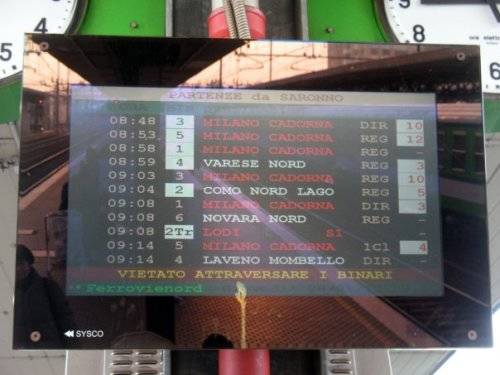 PARTENZE da SARONNO
08:48 3 MILANO CADORNA DIR 10
08:53 5 MILANO CADORNA REG 12
08:58 1 MILANO CADORNA REG -
08:59 4 VARESE NORD REG 3
09:03 3 MILANO CADORNA REG 10
09:04 2 COMO NORD LAGO REG 5
09:08 1 MILANO CADORNA DIR 3
09:08 6 NOVARA NORD REG -
09:08 2Tr LODI S1 -
09:14 5 MILANO CADORNA 1Cl 4
09:14 4 LAVENO MOMBELLO DIR -
VIETATO ATTRAVERSARE I BINARI
** Ferrovienord
SYSCO